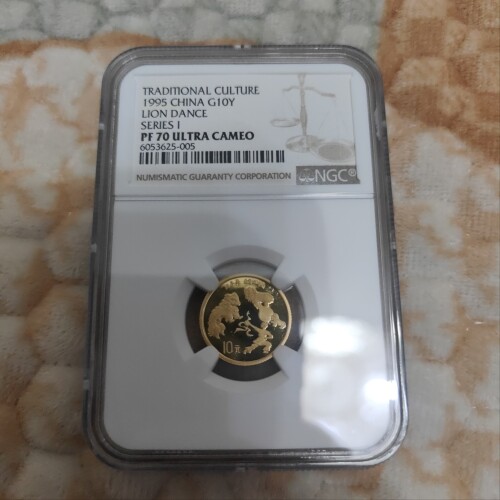 TRADITIONAL CULTURE
1995 CHINA G10Y
LION DANCE
SERIES I
PF 70 ULTRA CAMEO
6053625-005
NUMISMATIC GUARANTY CORPORATION
NGC®
10元